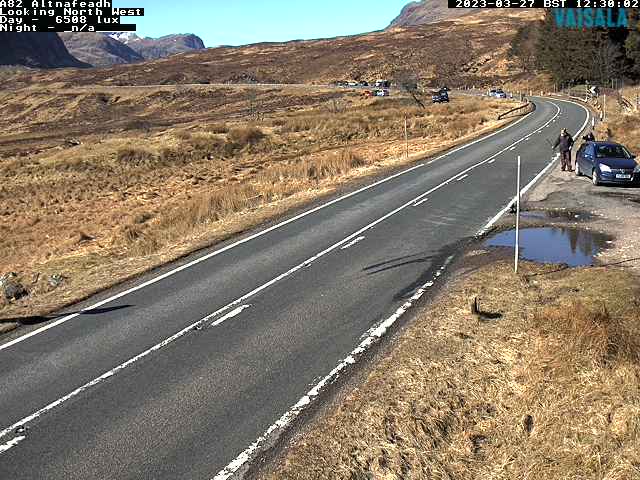 A82 Altnafeadh
Looking North West
Day - 6508 lux
Night - n/a
2023-03-27 BST 12:30:02
VAISALA